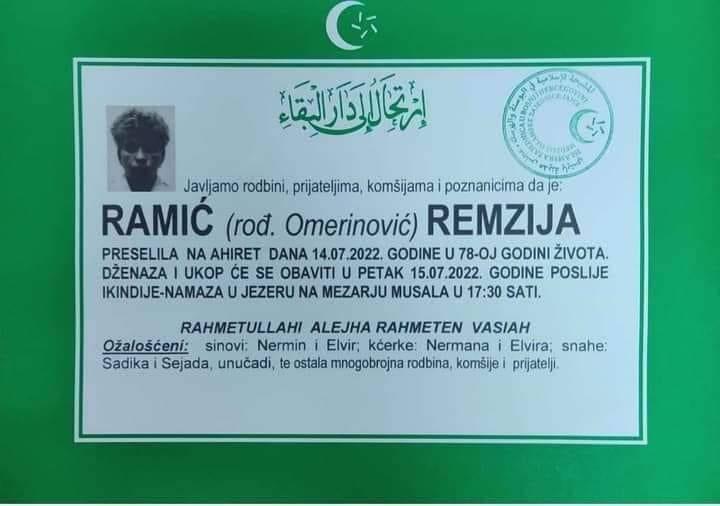 إرتحال إلى دار البقاء
Javljamo rodbini, prijateljima, komšijama i poznanicima da je:
RAMIĆ (rođ. Omerinović) REMZIJA
PRESELILA NA AHIRET DANA 14.07.2022. GODINE U 78-OJ GODINI ŽIVOTA.
DŽENAZA I UKOP ĆE SE OBAVITI U PETAK 15.07.2022. GODINE POSLIJE
IKINDIJE-NAMAZA U JEZERU NA MEZARJU MUSALA U 17:30 SATI.
RAHMETULLAHI ALEJHA RAHMETEN VASIAH
Ožalošćeni: sinovi: Nermin i Elvir; kćerke: Nermana i Elvira; snahe:
Sadika i Sejada, unučadi, te ostala mnogobrojna rodbina, komšije i prijatelji.